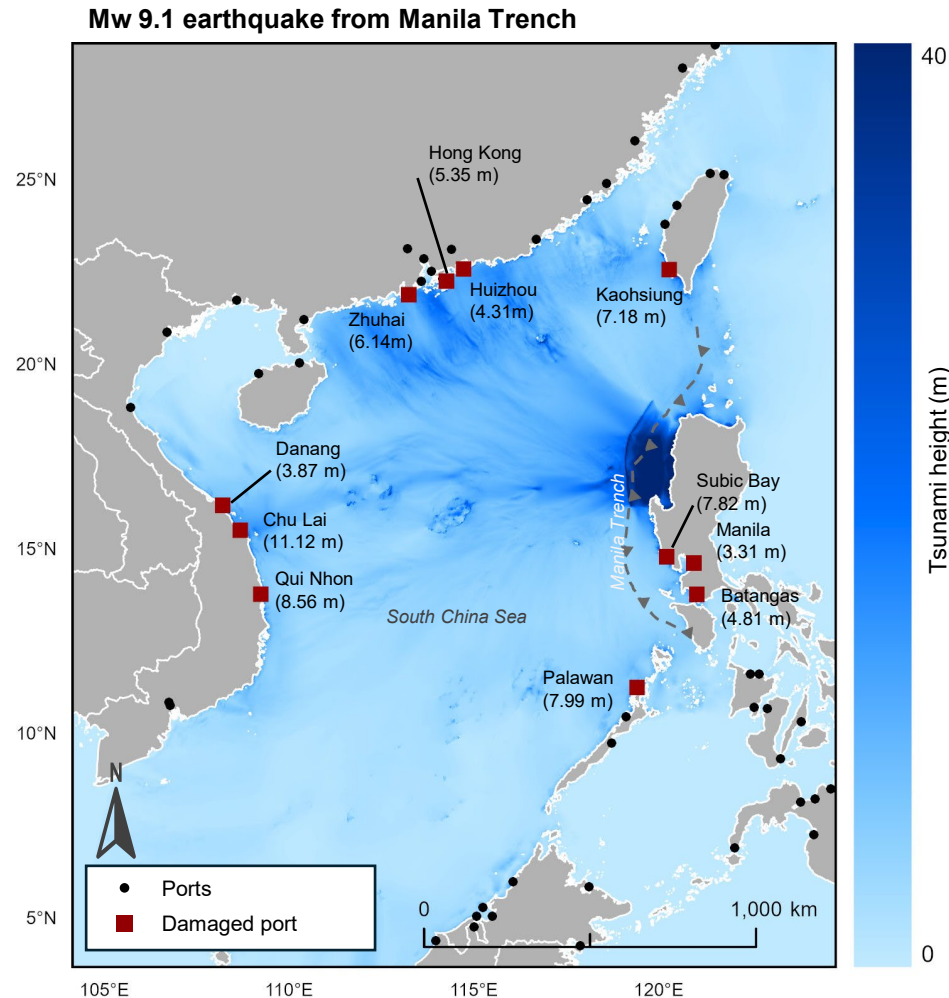 Mw 9.1 earthquake from Manila Trench
40
Hong Kong
(5.35 m)
25°N
Huizhou
(4.31m)
Kaohsiung
(7.18 m)
Zhuhai
(6.14m)
20°N
Tsunami height (m)
Danang
(3.87 m)
Subic Bay
(7.82 m)
Manila Trench
Chu Lai
(11.12 m)
Manila
(3.31 m)
15°N
Qui Nhon
(8.56 m)
Batangas
(4.81 m)
South China Sea
Palawan
(7.99 m)
10°N
N
Ports
Damaged port
0
1,000 km
5°N
0
105°E
110°E
115°E
120°E